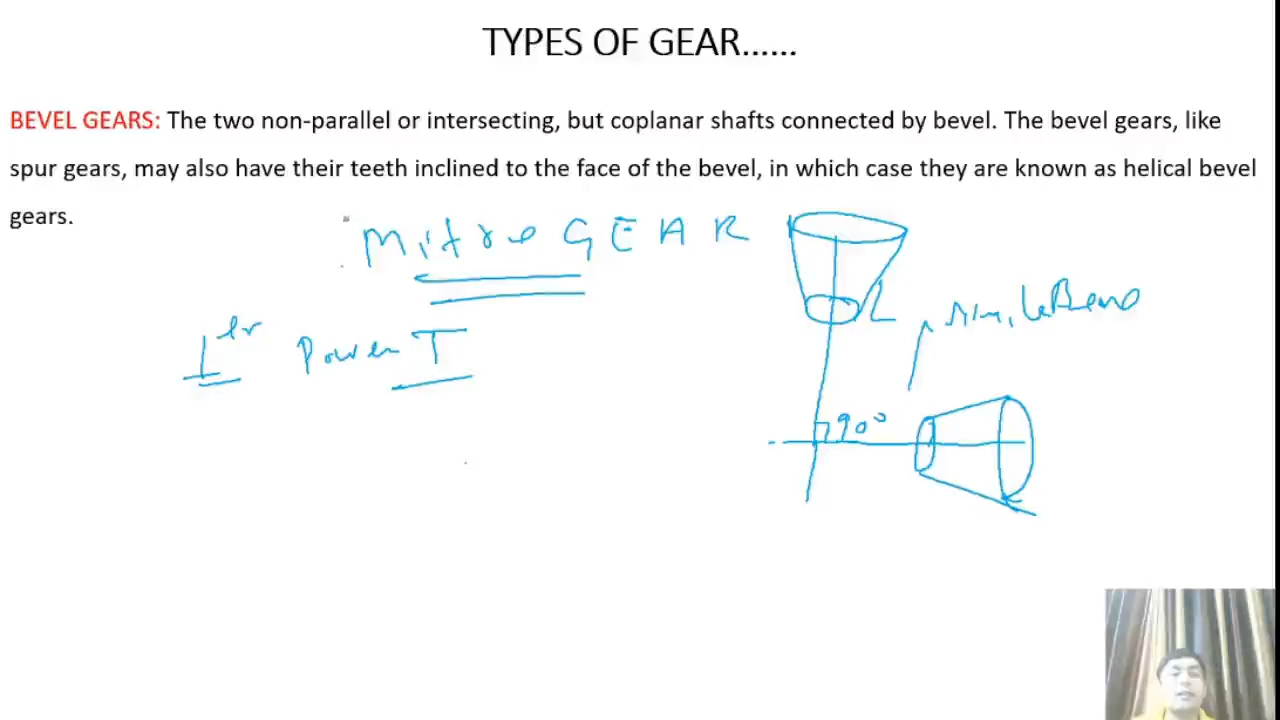 TYPES OF GEAR......
BEVEL GEARS: The two non-parallel or intersecting, but coplanar shafts connected by bevel. The bevel gears, like
spur gears, may also have their teeth inclined to the face of the bevel, in which case they are known as helical bevel
gears.
Mitre GEAR
Power T
90°